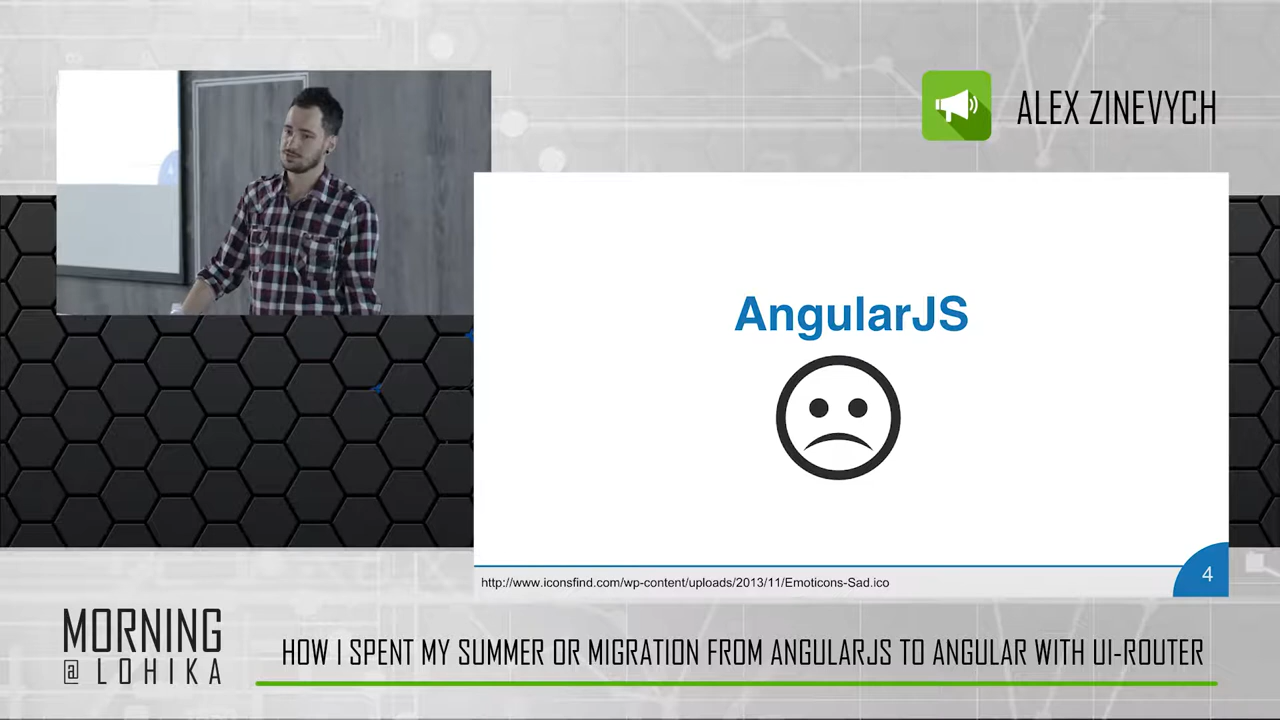 ALEX ZINEVYCH
AngularJS
http://www.iconsfind.com/wp-content/uploads/2013/11/Emoticons-Sad.ico
4
MORNING
@ LOHIKA
HOW I SPENT MY SUMMER OR MIGRATION FROM ANGULARJS TO ANGULAR WITH UI-ROUTER